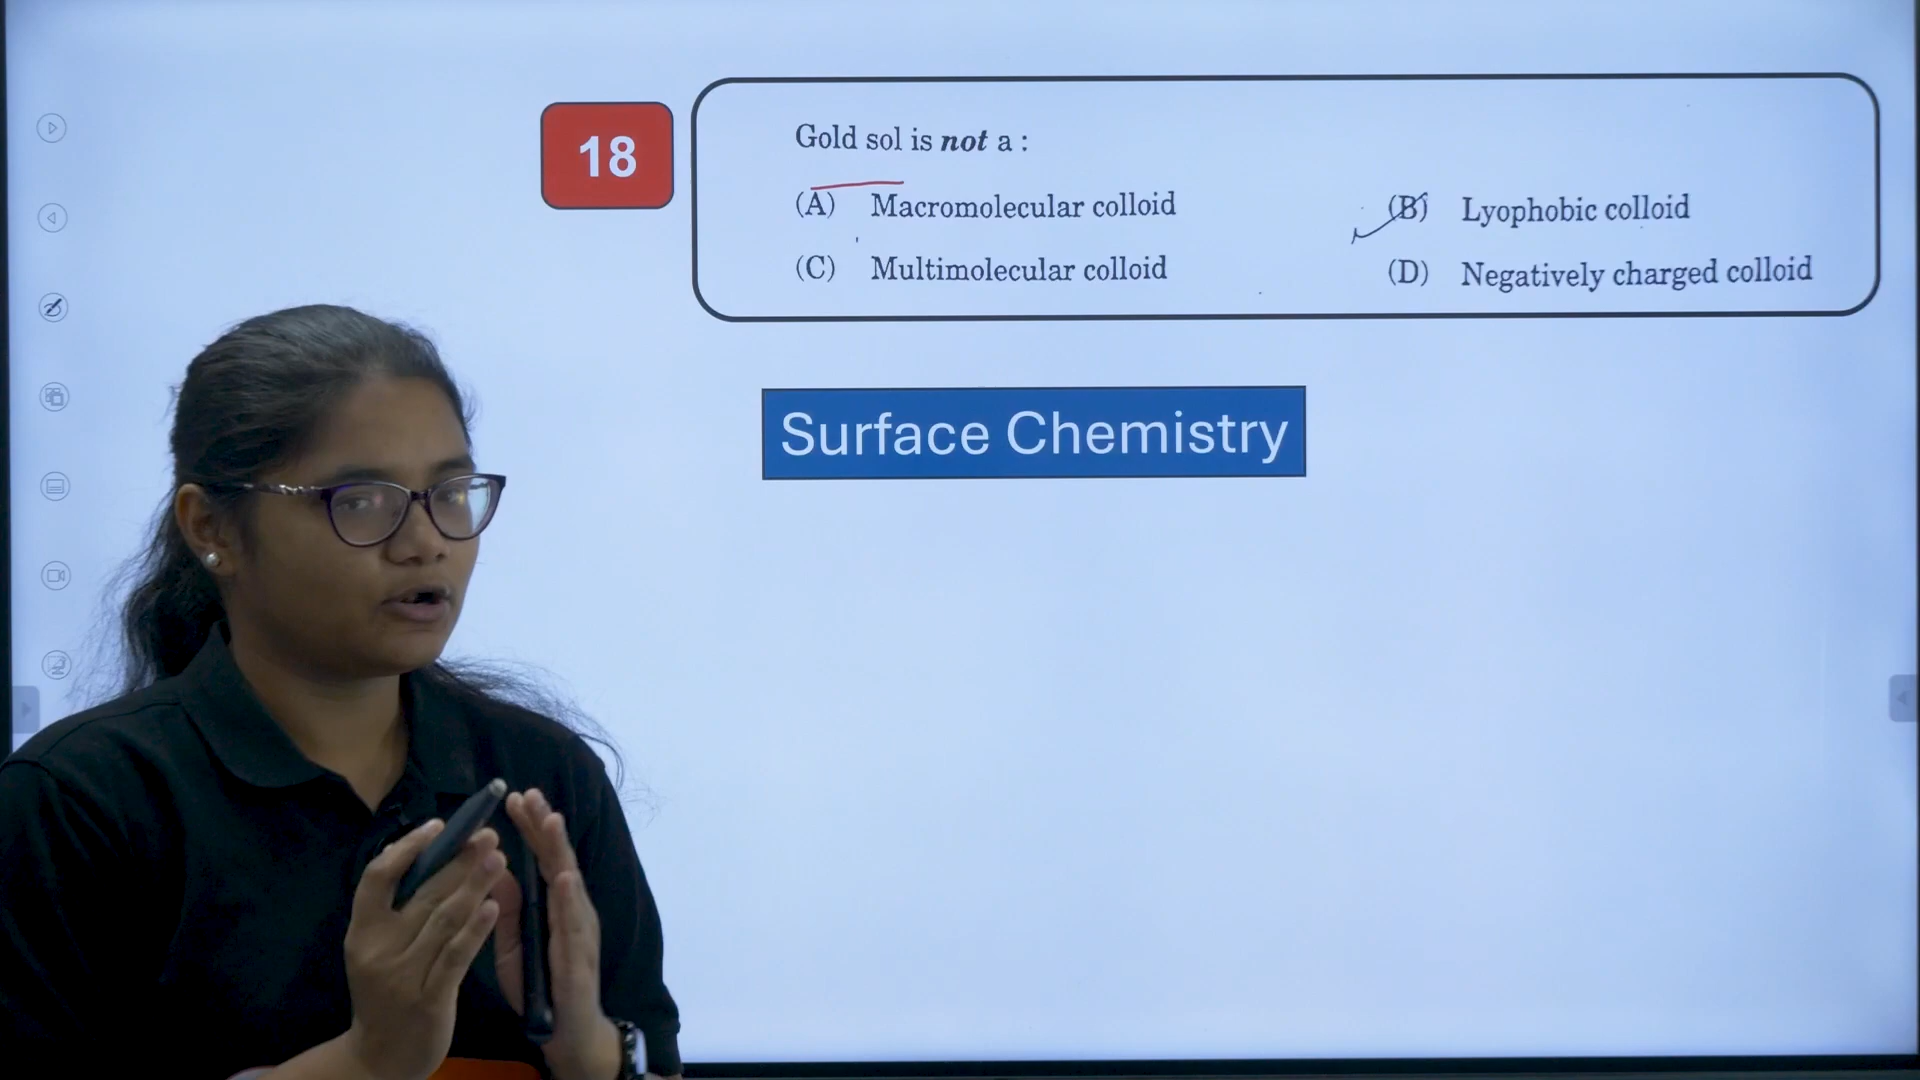 18
Gold sol is not a :
(A) Macromolecular colloid
(B) Lyophobic colloid
(C) Multimolecular colloid
(D) Negatively charged colloid
Surface Chemistry